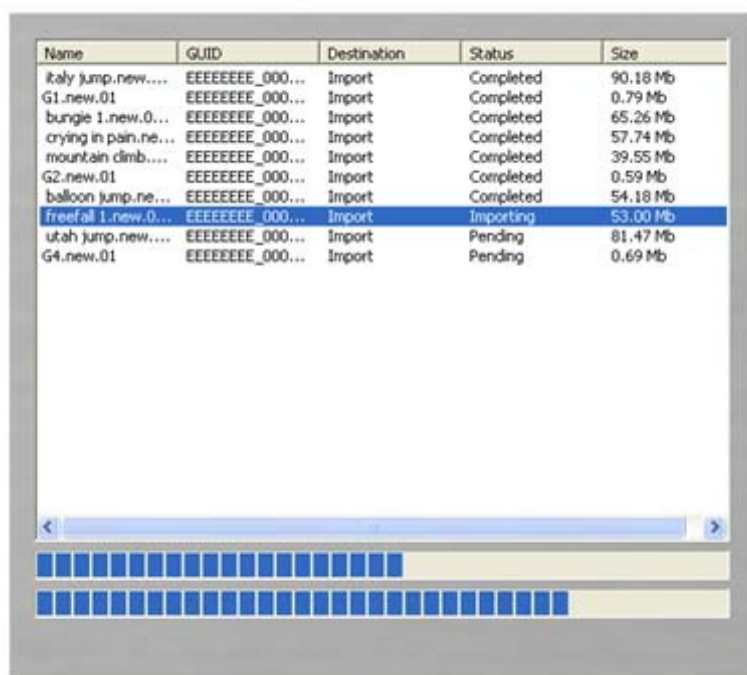 Name GUID Destination Status Size
italy jump.new.... EEEEEEEE_000... Import Completed 90.18 Mb
G1.new.01 EEEEEEEE_000... Import Completed 0.79 Mb
bungie 1.new.0... EEEEEEEE_000... Import Completed 65.26 Mb
crying in pain.ne... EEEEEEEE_000... Import Completed 57.74 Mb
mountain climb.... EEEEEEEE_000... Import Completed 39.55 Mb
G2.new.01 EEEEEEEE_000... Import Completed 0.59 Mb
balloon jump.ne... EEEEEEEE_000... Import Completed 54.18 Mb
freefall 1.new.0... EEEEEEEE_000... Import Importing 53.00 Mb
utah jump.new.... EEEEEEEE_000... Import Pending 81.47 Mb
G4.new.01 EEEEEEEE_000... Import Pending 0.69 Mb